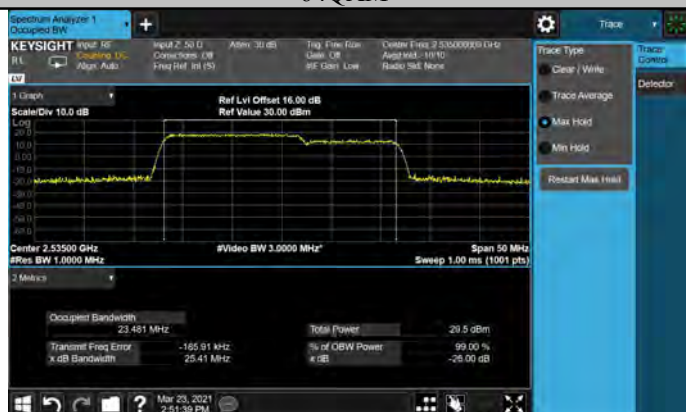 64QAM
Spectrum Analyzer 1
Occupied BW
Trace
KEYSIGHT Input: RF Input Z: 50 Ω Atten: 30 dB Trig: Free Run Center Freq: 2.535000000 GHz
Coupling: DC Corrections: Off Gate: Off Avg|Hold: 10/10
Align: Auto Freq Ref: Int (S) #IF Gain: Low Radio Std: None
LXI
1 Graph
Ref Lvl Offset 16.00 dB
Scale/Div 10.0 dB Ref Value 30.00 dBm
Log
20.0
10.0
0.00
-10.0
-20.0
-30.0
-40.0
-50.0
-60.0
Center 2.53500 GHz #Video BW 3.0000 MHz* Span 50 MHz
#Res BW 1.0000 MHz Sweep 1.00 ms (1001 pts)
2 Metrics
Occupied Bandwidth
23.481 MHz Total Power 29.5 dBm
Transmit Freq Error -165.91 kHz % of OBW Power 99.00 %
x dB Bandwidth 25.41 MHz x dB -26.00 dB
Mar 23, 2021
2:51:39 PM
Trace Type
Clear / Write
Trace Average
Max Hold
Min Hold
Restart Max Hold
Trace Control
Detector